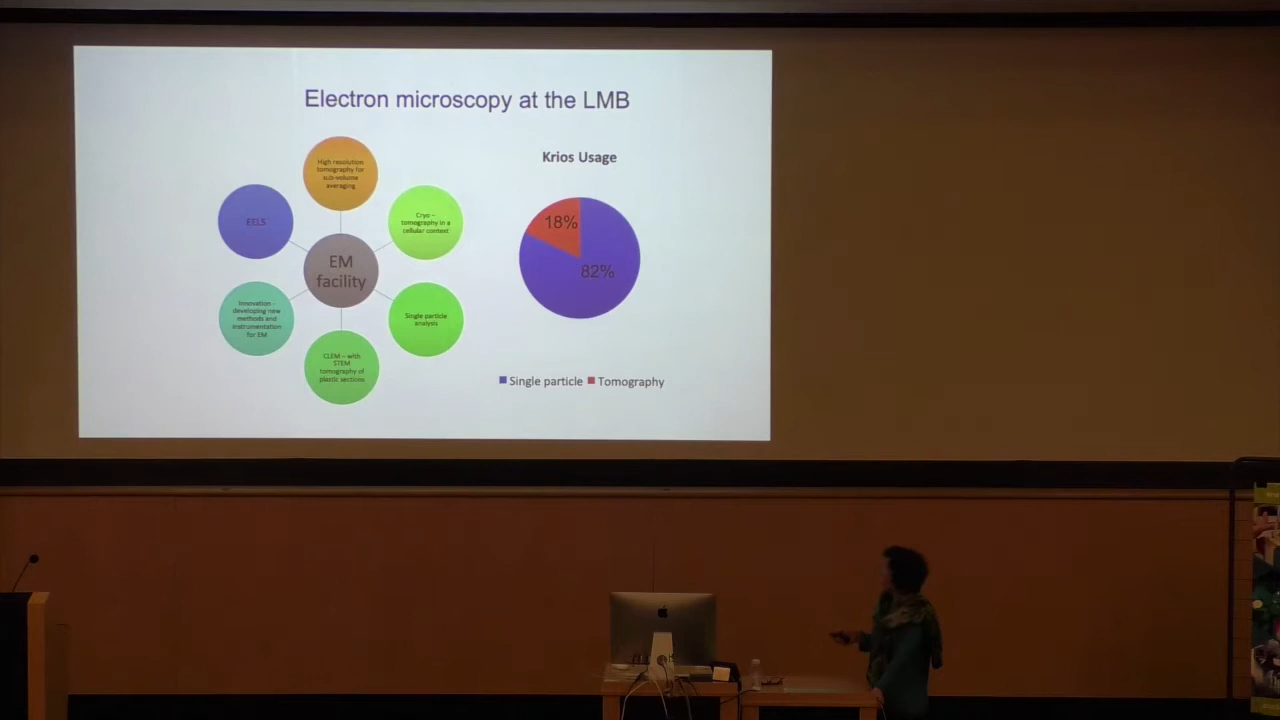 Electron microscopy at the LMB
High resolution
tomography for
sub-volume
averaging
EELS
Cryo –
tomography in a
cellular context
EM
facility
Innovation -
developing new
methods and
instrumentation
for EM
Single particle
analysis
CLEM – with
STEM
tomography of
plastic sections
Krios Usage
18%
82%
Single particle
Tomography